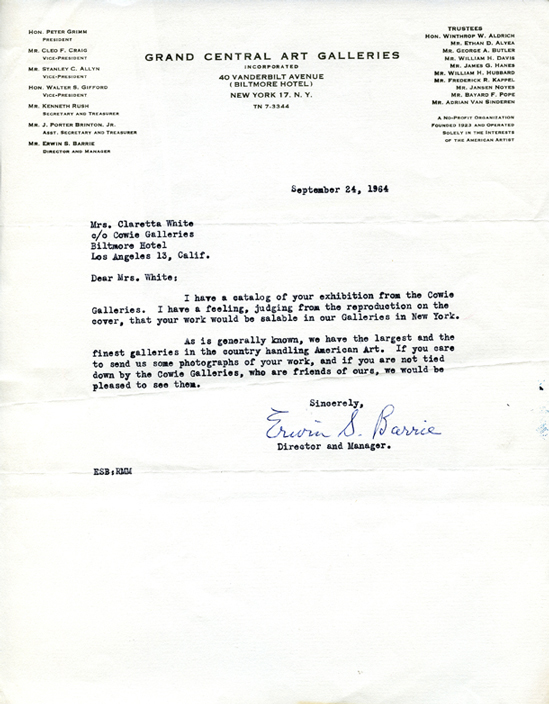 HON. PETER GRIMM
PRESIDENT
MR. CLEO F. CRAIG
VICE-PRESIDENT
MR. STANLEY C. ALLYN
VICE-PRESIDENT
HON. WALTER S. GIFFORD
VICE-PRESIDENT
MR. KENNETH RUSH
SECRETARY AND TREASURER
MR. J. PORTER BRINTON, JR.
ASST. SECRETARY AND TREASURER
MR. ERWIN S. BARRIE
DIRECTOR AND MANAGER
GRAND CENTRAL ART GALLERIES
INCORPORATED
40 VANDERBILT AVENUE
(BILTMORE HOTEL)
NEW YORK 17. N. Y.
TN 7-3344
TRUSTEES
HON. WINTHROP W. ALDRICH
MR. ETHAN D. ALYEA
MR. GEORGE A. BUTLER
MR. WILLIAM H. DAVIS
MR. JAMES G. HANES
MR. WILLIAM H. HUBBARD
MR. FREDERICK R. KAPPEL
MR. JANSEN NOYES
MR. BAYARD F. POPE
MR. ADRIAN VAN SINDEREN
A NO-PROFIT ORGANIZATION
FOUNDED 1923 AND OPERATED
SOLELY IN THE INTERESTS
OF THE AMERICAN ARTIST
September 24, 1964
Mrs. Claretta White
c/o Cowie Galleries
Biltmore Hotel
Los Angeles 13, Calif.
Dear Mrs. White:
I have a catalog of your exhibition from the Cowie
Galleries. I have a feeling, judging from the reproduction on the
cover, that your work would be salable in our Galleries in New York.
As is generally known, we have the largest and the
finest galleries in the country handling American Art. If you care
to send us some photographs of your work, and if you are not tied
down by the Cowie Galleries, who are friends of ours, we would be
pleased to see them.
Sincerely,
Erwin S. Barrie
Director and Manager.
ESB:RMM